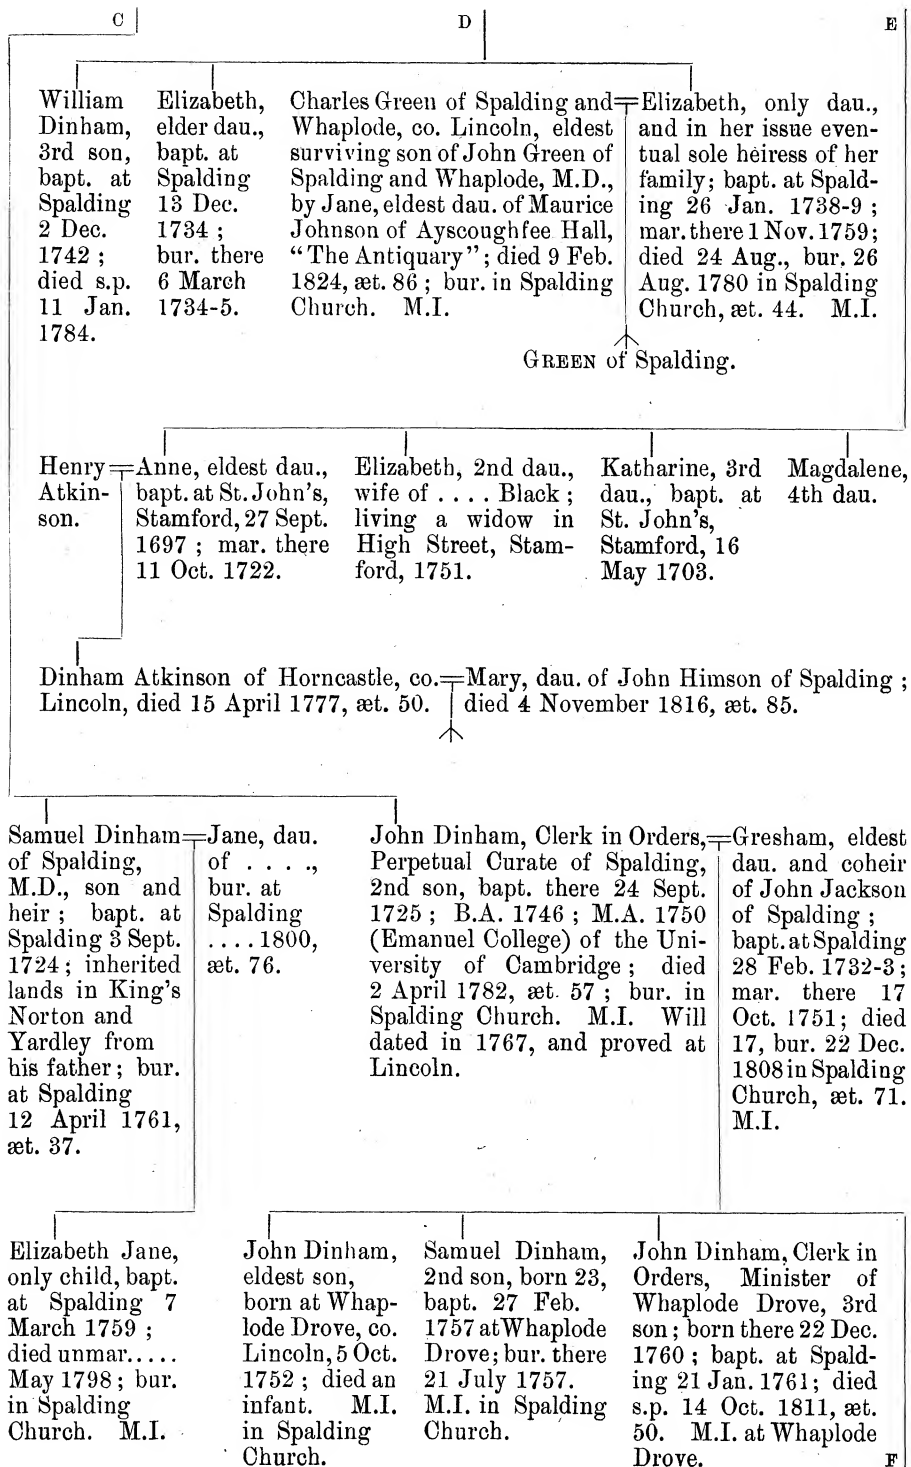 C D E
William
Dinham,
3rd son,
bapt. at
Spalding
2 Dec.
1742 ;
died s.p.
11 Jan.
1784.
Elizabeth,
elder dau.,
bapt. at
Spalding
13 Dec.
1734 ;
bur. there
6 March
1734-5.
Charles Green of Spalding and
Whaplode, co. Lincoln, eldest
surviving son of John Green of
Spalding and Whaplode, M.D.,
by Jane, eldest dau. of Maurice
Johnson of Ayscoughfee Hall,
“The Antiquary”; died 9 Feb.
1824, æt. 86 ; bur. in Spalding
Church. M.I.
Elizabeth, only dau.,
and in her issue even-
tual sole heiress of her
family; bapt. at Spald-
ing 26 Jan. 1738-9 ;
mar. there 1 Nov. 1759;
died 24 Aug., bur. 26
Aug. 1780 in Spalding
Church, æt. 44. M.I.
GREEN of Spalding.
Henry
Atkin-
son.
Anne, eldest dau.,
bapt. at St. John's,
Stamford, 27 Sept.
1697 ; mar. there
11 Oct. 1722.
Elizabeth, 2nd dau.,
wife of . . . . Black ;
living a widow in
High Street, Stam-
ford, 1751.
Katharine, 3rd
dau., bapt. at
St. John's,
Stamford, 16
May 1703.
Magdalene,
4th dau.
Dinham Atkinson of Horncastle, co.
Lincoln, died 15 April 1777, æt. 50.
Mary, dau. of John Himson of Spalding ;
died 4 November 1816, æt. 85.
Samuel Dinham
of Spalding,
M.D., son and
heir ; bapt. at
Spalding 3 Sept.
1724; inherited
lands in King's
Norton and
Yardley from
his father; bur.
at Spalding
12 April 1761,
æt. 37.
Jane, dau.
of . . . .,
bur. at
Spalding
. . . . 1800,
æt. 76.
John Dinham, Clerk in Orders,
Perpetual Curate of Spalding,
2nd son, bapt. there 24 Sept.
1725 ; B.A. 1746 ; M.A. 1750
(Emanuel College) of the Uni-
versity of Cambridge ; died
2 April 1782, æt. 57 ; bur. in
Spalding Church. M.I. Will
dated in 1767, and proved at
Lincoln.
Gresham, eldest
dau. and coheir
of John Jackson
of Spalding ;
bapt. at Spalding
28 Feb. 1732-3;
mar. there 17
Oct. 1751; died
17, bur. 22 Dec.
1808 in Spalding
Church, æt. 71.
M.I.
Elizabeth Jane,
only child, bapt.
at Spalding 7
March 1759 ;
died unmar.....
May 1798; bur.
in Spalding
Church. M.I.
John Dinham,
eldest son,
born at Whap-
lode Drove, co.
Lincoln, 5 Oct.
1752 ; died an
infant. M.I.
in Spalding
Church.
Samuel Dinham,
2nd son, born 23,
bapt. 27 Feb.
1757 at Whaplode
Drove; bur. there
21 July 1757.
M.I. in Spalding
Church.
John Dinham, Clerk in
Orders, Minister of
Whaplode Drove, 3rd
son; born there 22 Dec.
1760 ; bapt. at Spald-
ing 21 Jan. 1761; died
s.p. 14 Oct. 1811, æt.
50. M.I. at Whaplode
Drove.
F